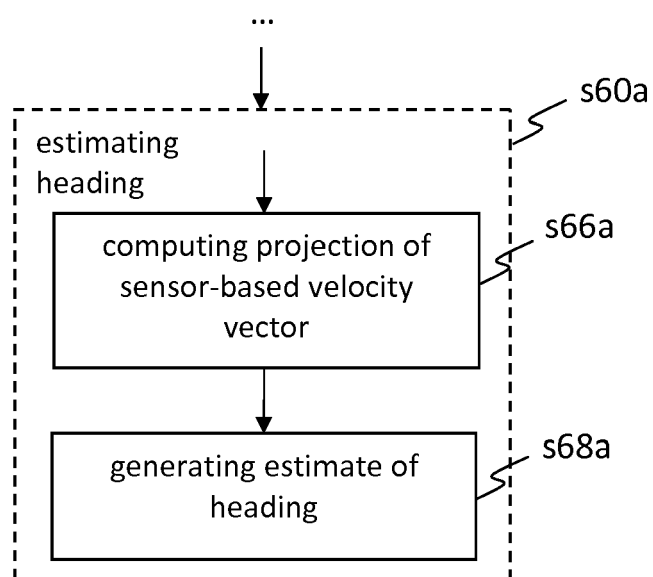 ...
s60a
estimating
heading
s66a
computing projection of
sensor-based velocity
vector
s68a
generating estimate of
heading